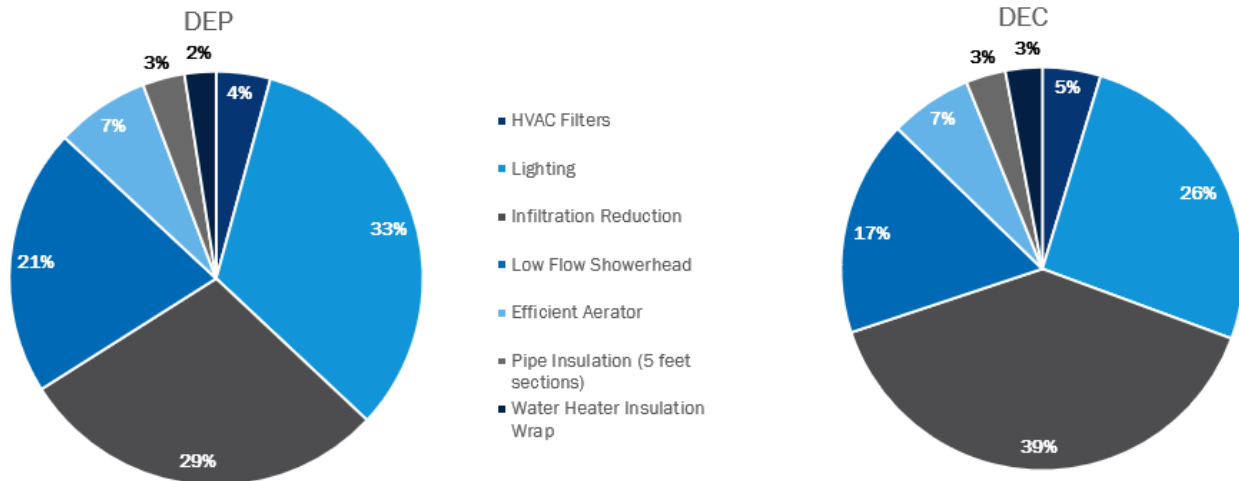 DEP
2%
3%
4%
7%
33%
21%
29%
HVAC Filters
Lighting
Infiltration Reduction
Low Flow Showerhead
Efficient Aerator
Pipe Insulation (5 feet
sections)
Water Heater Insulation
Wrap
DEC
3%
3%
5%
7%
26%
17%
39%